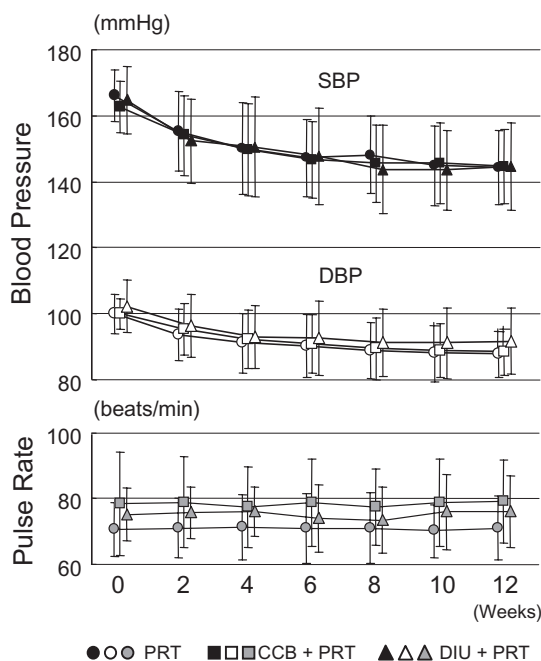 (mmHg)
180
SBP
160
140
Blood Pressure
120
DBP
100
80
(beats/min)
100
Pulse Rate
80
60
0 2 4 6 8 10 12
(Weeks)
PRT CCB + PRT DIU + PRT